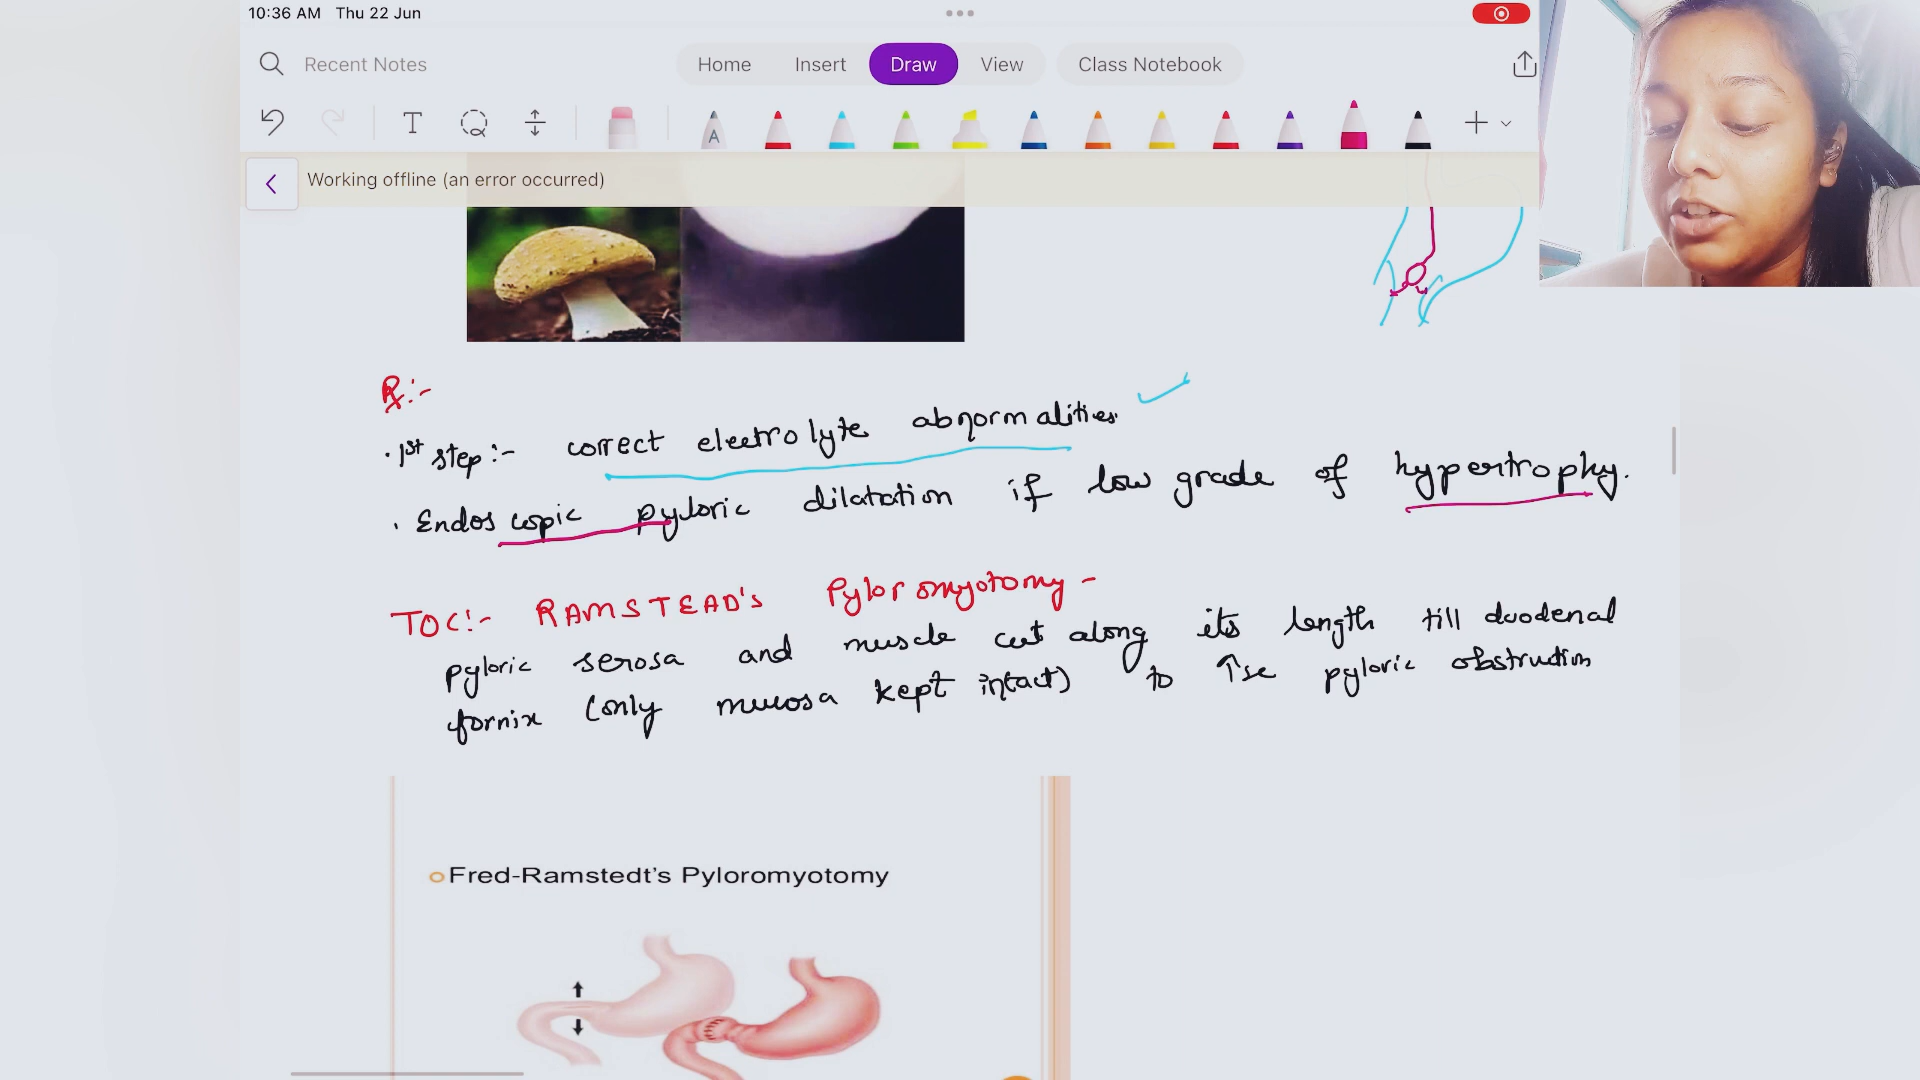 10:36 AM Thu 22 Jun
Recent Notes
Home Insert Draw View Class Notebook
T A
Working offline (an error occurred)
Rx:-
· 1st step:- correct electrolyte abnormalities.
· Endoscopic pyloric dilatation if low grade of hypertrophy.
TOC:- RAMSTEAD'S Pyloromyotomy -
pyloric serosa and muscle cut along its length till duodenal
fornix (only mucosa kept intact) to ↑se pyloric obstruction
Fred-Ramstedt's Pyloromyotomy